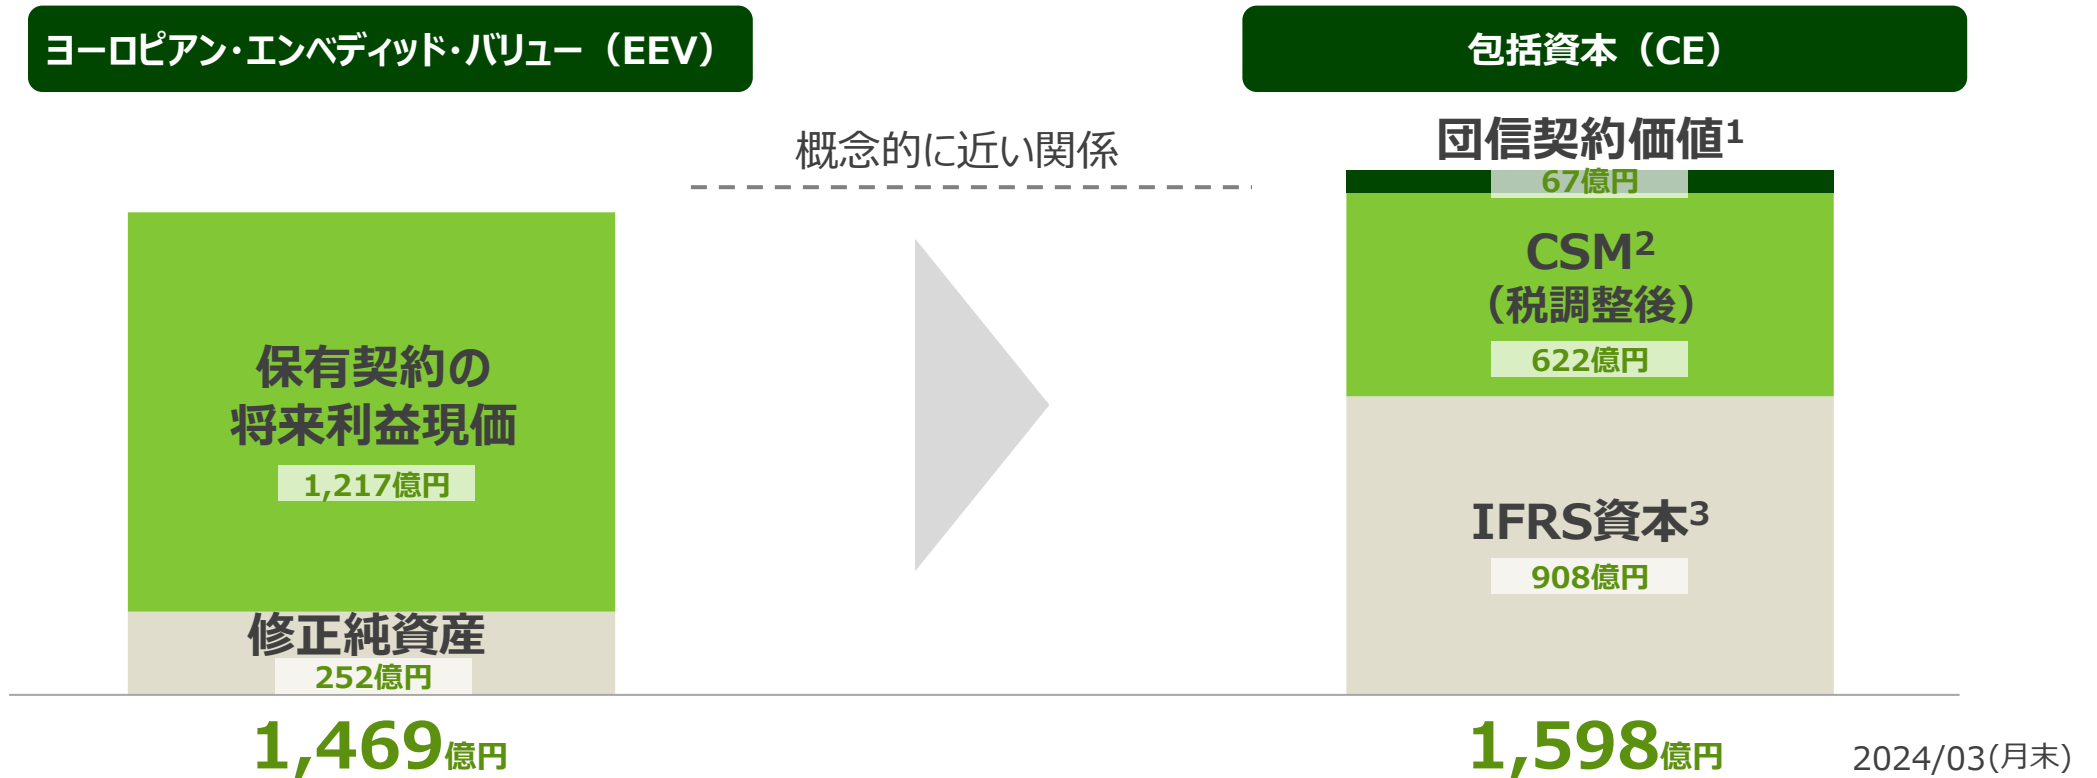 ヨーロピアン・エンベディッド・バリュー（EEV）
包括資本（CE）
概念的に近い関係
団信契約価値1
67億円
CSM2
（税調整後）
622億円
保有契約の
将来利益現価
1,217億円
IFRS資本3
908億円
修正純資産
252億円
1,469億円
1,598億円
2024/03(月末)